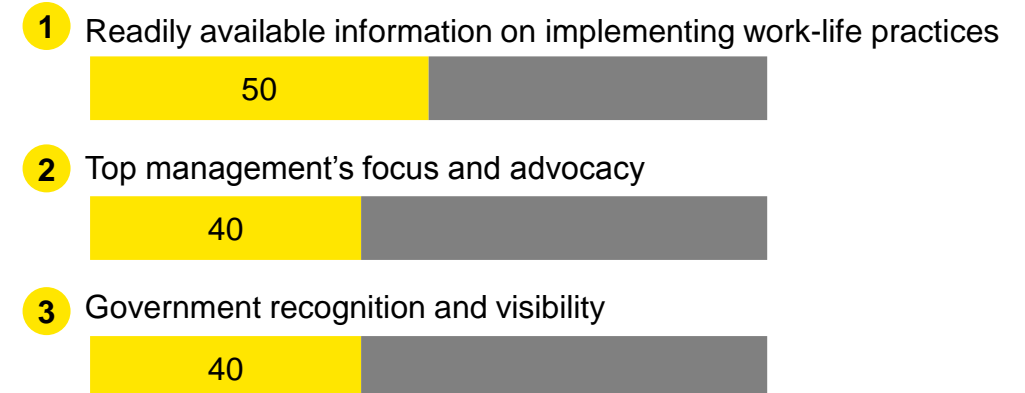 1 Readily available information on implementing work-life practices
50
2 Top management’s focus and advocacy
40
3 Government recognition and visibility
40